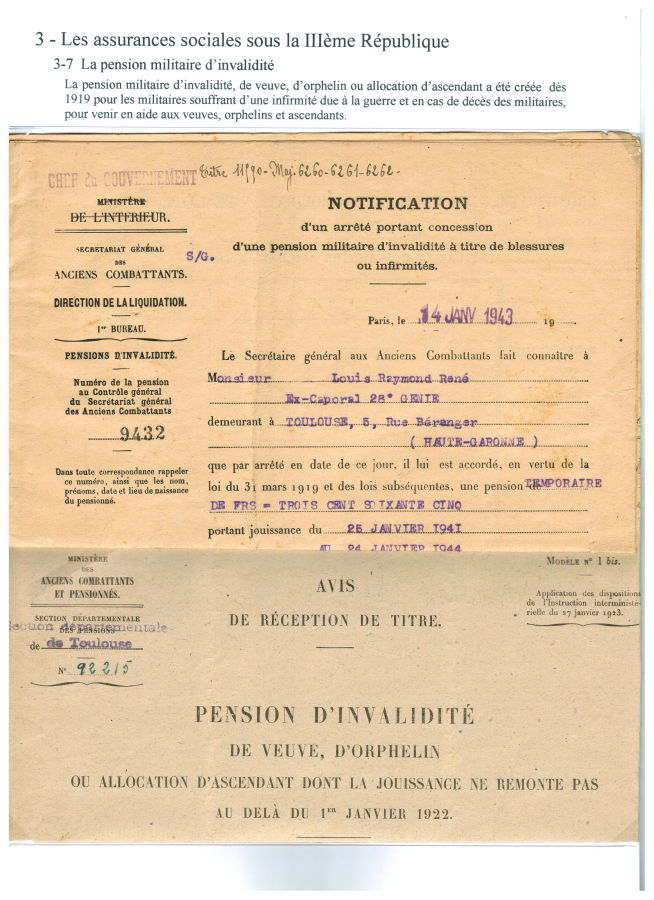 3 - Les assurances sociales sous la IIIème République
3-7 La pension militaire d'invalidité
La pension militaire d'invalidité, de veuve, d'orphelin ou allocation d'ascendant a été créée dès
1919 pour les militaires souffrant d'une infirmité due à la guerre et en cas de décès des militaires,
pour venir en aide aux veuves, orphelins et ascendants.
CHEF du GOUVERNEMENT
Titre 11590 - Maj. 6260-6261-6262-
MINISTÈRE
DE L'INTERIEUR.
SECRETARIAT GÉNÉRAL
DES
ANCIENS COMBATTANTS.
S/G.
DIRECTION DE LA LIQUIDATION.
1er BUREAU.
PENSIONS D'INVALIDITÉ.
Numéro de la pension
au Contrôle général
du Secrétariat général
des Anciens Combattants
9432
Dans toute correspondance rappeler
ce numéro, ainsi que les nom,
prénoms, date et lieu de naissance
du pensionné.
NOTIFICATION
d'un arrêté portant concession
d'une pension militaire d'invalidité à titre de blessures
ou infirmités.
Paris, le 14 JANV 1943 19
Le Secrétaire général aux Anciens Combattants fait connaître à
Monsieur Louis Raymond René
Ex-Caporal 28° GENIE
demeurant à TOULOUSE, 5, Rue Béranger
( HAUTE-GARONNE )
que par arrêté en date de ce jour, il lui est accordé, en vertu de la
loi du 31 mars 1919 et des lois subséquentes, une pension de TEMPORAIRE
DE FRS = TROIS CENT SOIXANTE CINQ
portant jouissance du 25 JANVIER 1941
AU 24 JANVIER 1944
MINISTÈRE
DES
ANCIENS COMBATTANTS
ET PENSIONNÉS.
SECTION DÉPARTEMENTALE
DES PENSIONS
Section départementale
de de Toulouse
N° 92215
MODÈLE N° 1 bis.
Application des dispositions
de l'Instruction interministé-
rielle du 27 janvier 1923.
AVIS
DE RÉCEPTION DE TITRE.
PENSION D'INVALIDITÉ
DE VEUVE, D'ORPHELIN
OU ALLOCATION D'ASCENDANT DONT LA JOUISSANCE NE REMONTE PAS
AU DELÀ DU 1er JANVIER 1922.